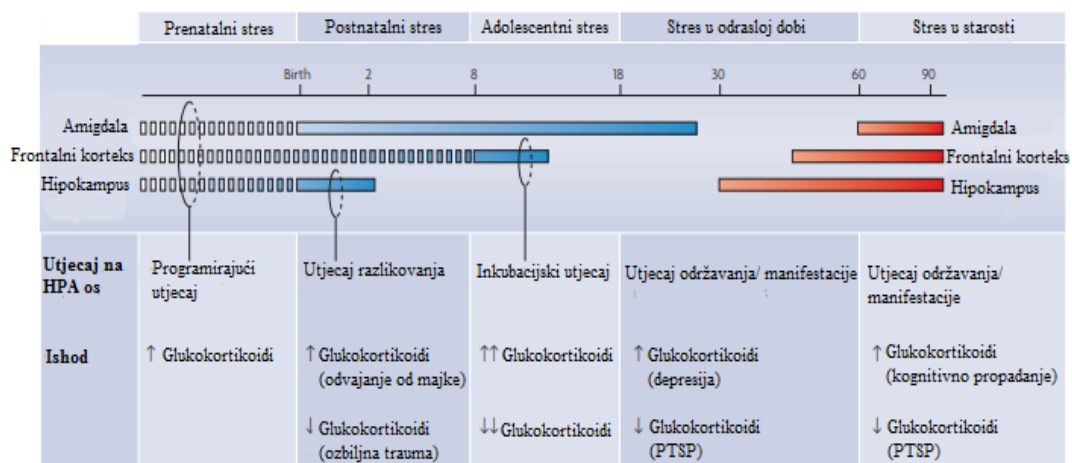 Prenatalni stres
Postnatalni stres
Adolescentni stres
Stres u odrasloj dobi
Stres u starosti
Birth 2 8 18 30 60 90
Amigdala
Amigdala
Frontalni korteks
Frontalni korteks
Hipokampus
Hipokampus
Utjecaj na
HPA os
Programirajući
utjecaj
Utjecaj razlikovanja
Inkubacijski utjecaj
Utjecaj održavanja/ manifestacije
Utjecaj održavanja/
manifestacije
Ishod
↑ Glukokortikoidi
↑ Glukokortikoidi
(odvajanje od majke)
↑↑ Glukokortikoidi
↑ Glukokortikoidi
(depresija)
↑ Glukokortikoidi
(kognitivno propadanje)
↓ Glukokortikoidi
(ozbiljna trauma)
↓↓ Glukokortikoidi
↓ Glukokortikoidi
(PTSP)
↓ Glukokortikoidi
(PTSP)